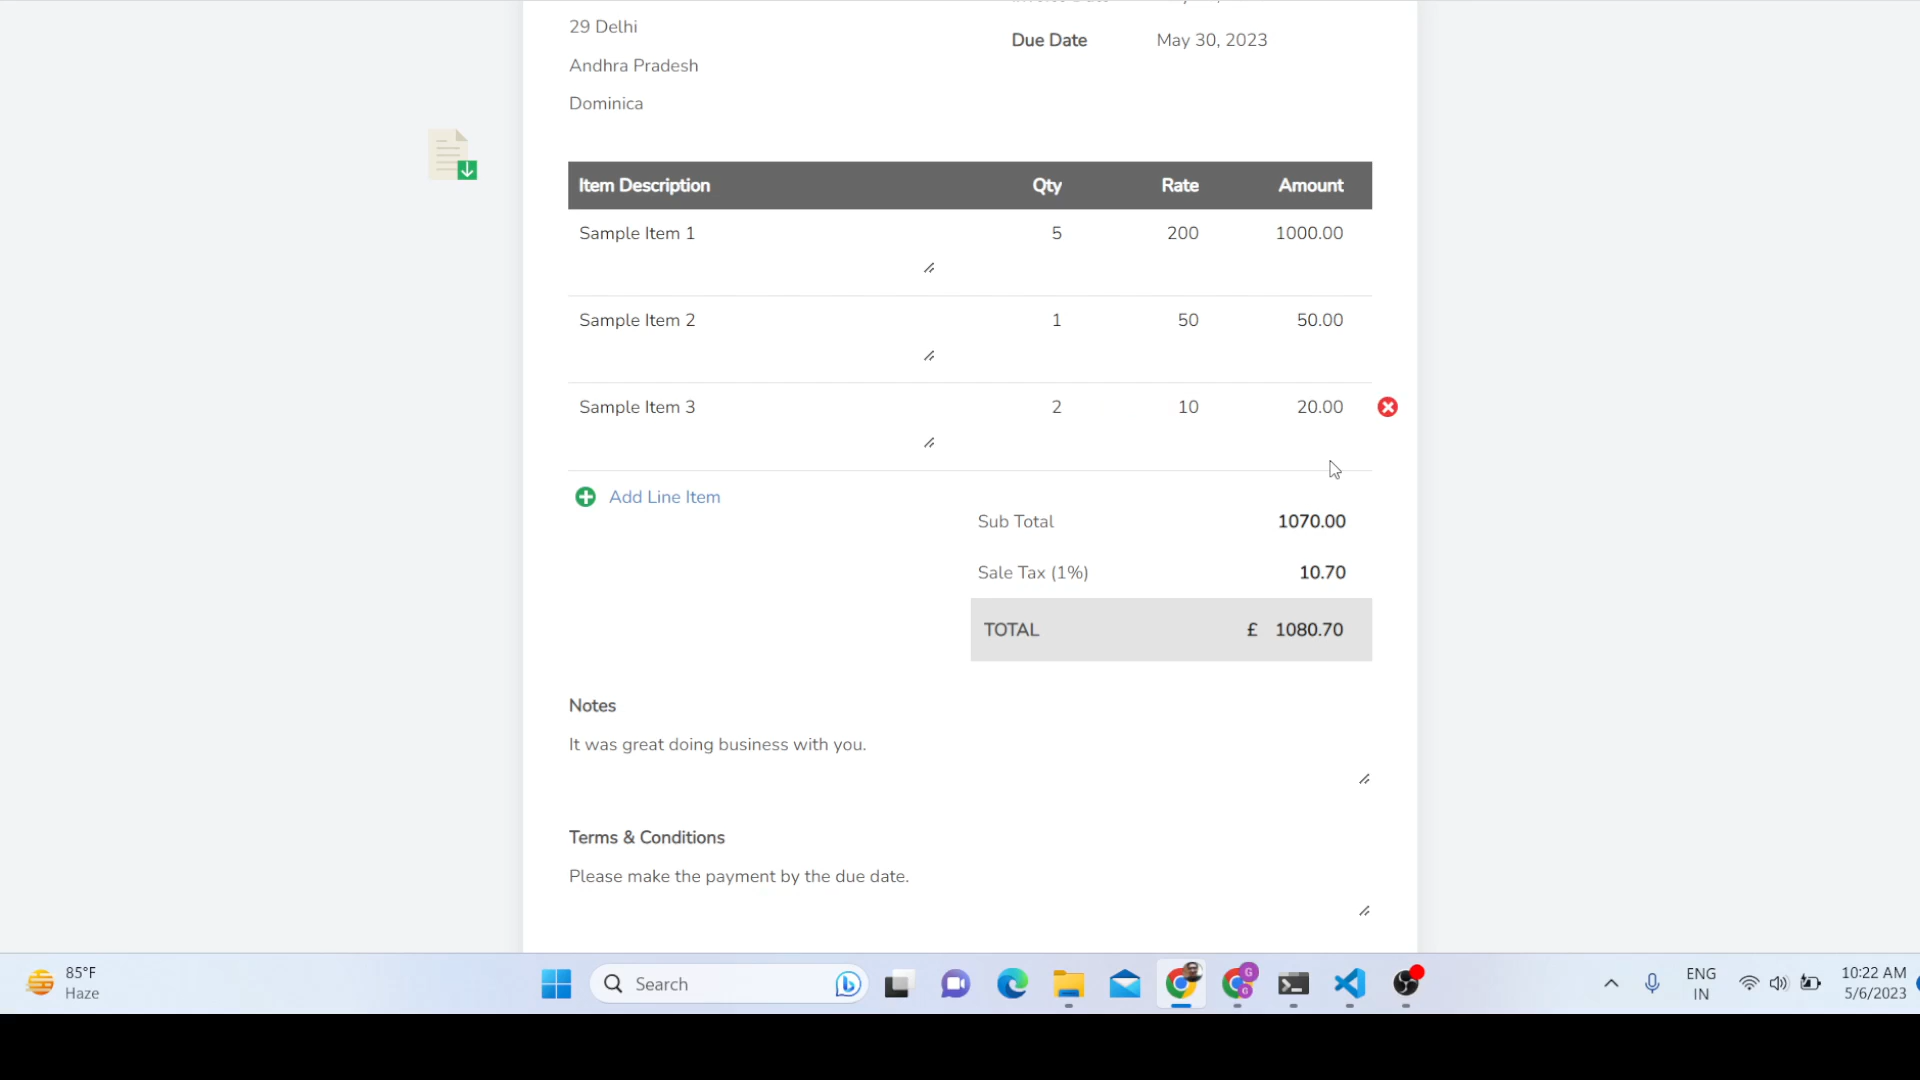 29 Delhi
Due Date May 30, 2023
Andhra Pradesh
Dominica
Item Description Qty Rate Amount
Sample Item 1 5 200 1000.00
Sample Item 2 1 50 50.00
Sample Item 3 2 10 20.00
Add Line Item
Sub Total 1070.00
Sale Tax (1%) 10.70
TOTAL £ 1080.70
Notes
It was great doing business with you.
Terms & Conditions
Please make the payment by the due date.
85°F
Haze
Search
ENG
IN
10:22 AM
5/6/2023